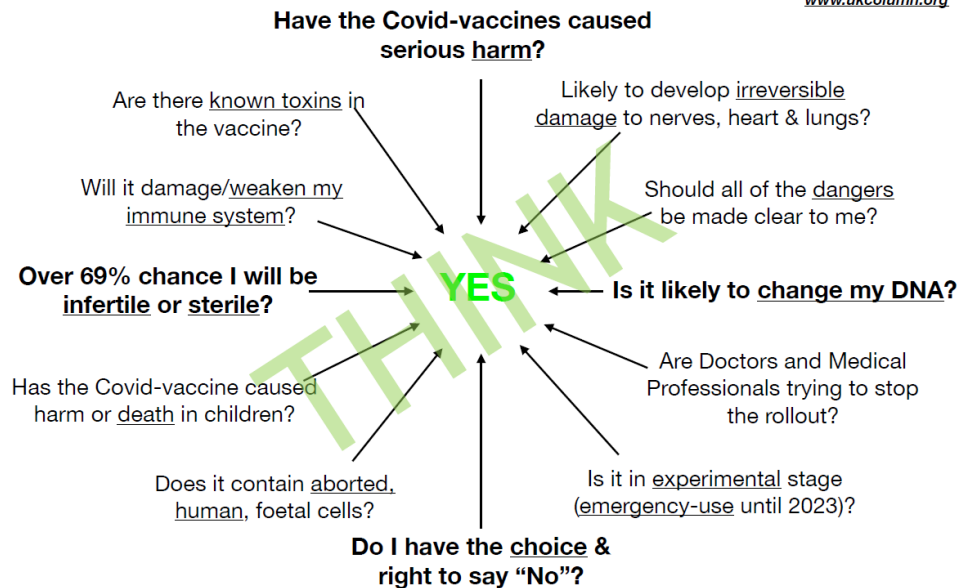 www.ukcolumn.org
Have the Covid-vaccines caused
serious harm?
Are there known toxins in
the vaccine?
Likely to develop irreversible
damage to nerves, heart & lungs?
Will it damage/weaken my
immune system?
Should all of the dangers
be made clear to me?
Over 69% chance I will be
infertile or sterile?
YES
THINK
Is it likely to change my DNA?
Has the Covid-vaccine caused
harm or death in children?
Are Doctors and Medical
Professionals trying to stop
the rollout?
Does it contain aborted,
human, foetal cells?
Is it in experimental stage
(emergency-use until 2023)?
Do I have the choice &
right to say “No”?